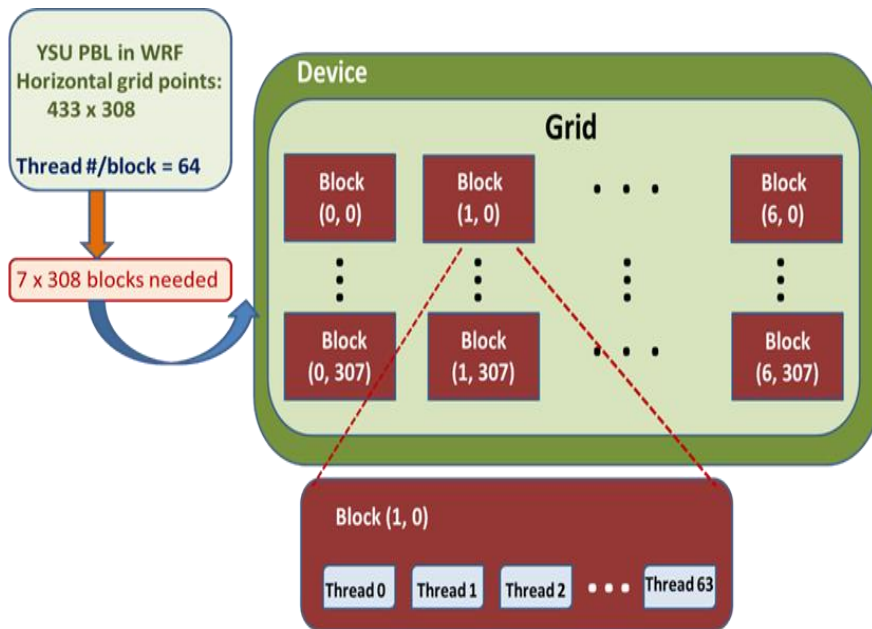 YSU PBL in WRF
Horizontal grid points:
433 x 308
Thread #/block = 64
7 x 308 blocks needed
Device
Grid
Block
(0, 0)
Block
(1, 0)
. . .
Block
(6, 0)
Block
(0, 307)
Block
(1, 307)
. . .
Block
(6, 307)
Block (1, 0)
Thread 0
Thread 1
Thread 2
...
Thread 63